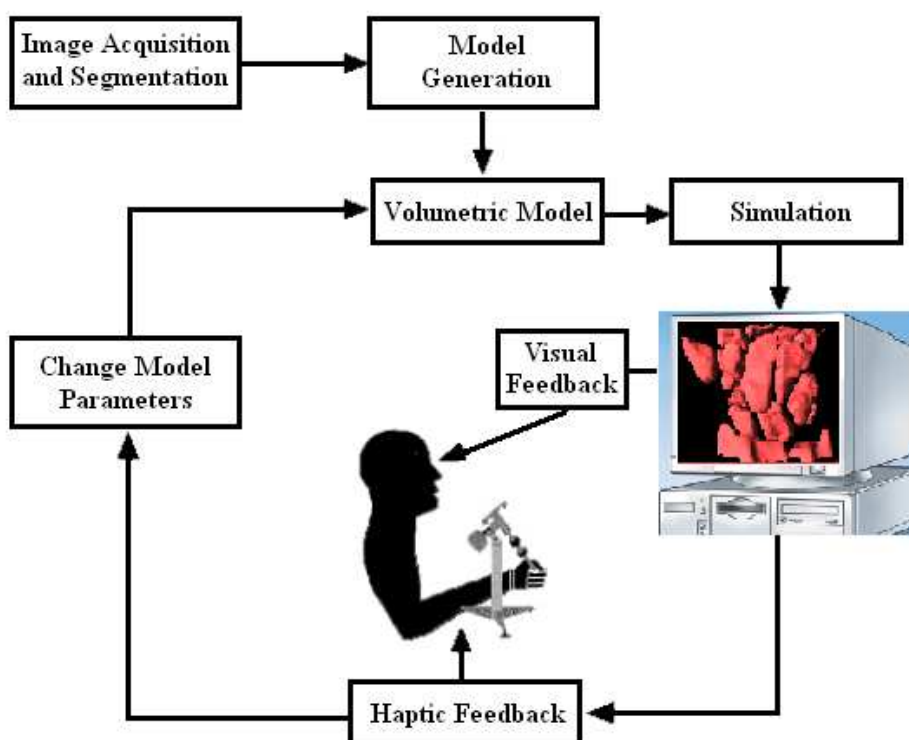 Image Acquisition
and Segmentation
Model
Generation
Volumetric Model
Simulation
Change Model
Parameters
Visual
Feedback
Haptic Feedback